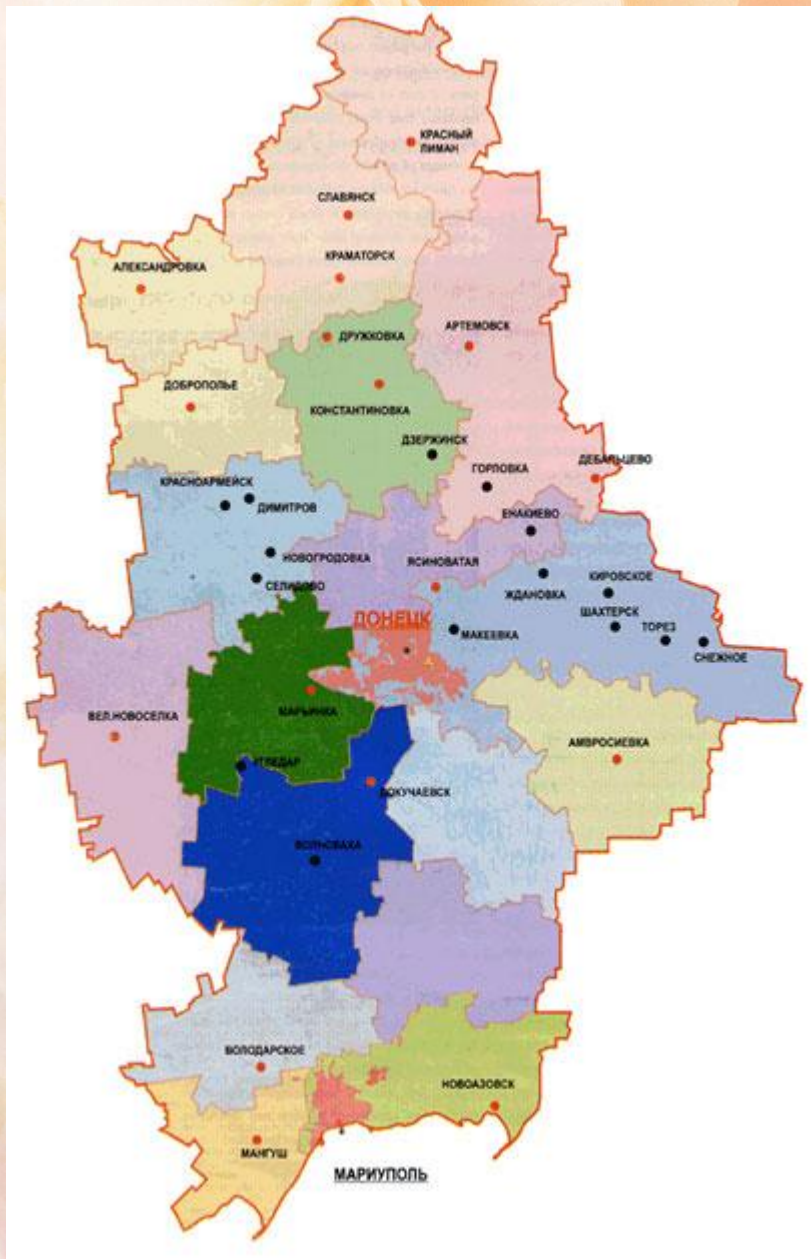 КРАСНЫЙ
ЛИМАН
СЛАВЯНСК
КРАМАТОРСК
АЛЕКСАНДРОВКА
ДРУЖКОВКА
АРТЕМОВСК
ДОБРОПОЛЬЕ
КОНСТАНТИНОВКА
ДЗЕРЖИНСК
ДЕБАЛЬЦЕВО
ГОРЛОВКА
КРАСНОАРМЕЙСК
ДИМИТРОВ
ЕНАКИЕВО
НОВОГРОДОВКА
ЯСИНОВАТАЯ
КИРОВСКОЕ
СЕЛИДОВО
ЖДАНОВКА
ШАХТЕРСК
ДОНЕЦК
ТОРЕЗ
МАКЕЕВКА
СНЕЖНОЕ
МАРЬИНКА
ВЕЛ.НОВОСЕЛКА
АМВРОСИЕВКА
УГЛЕДАР
ДОКУЧАЕВСК
ВОЛНОВАХА
ВОЛОДАРСКОЕ
НОВОАЗОВСК
МАНГУШ
МАРИУПОЛЬ